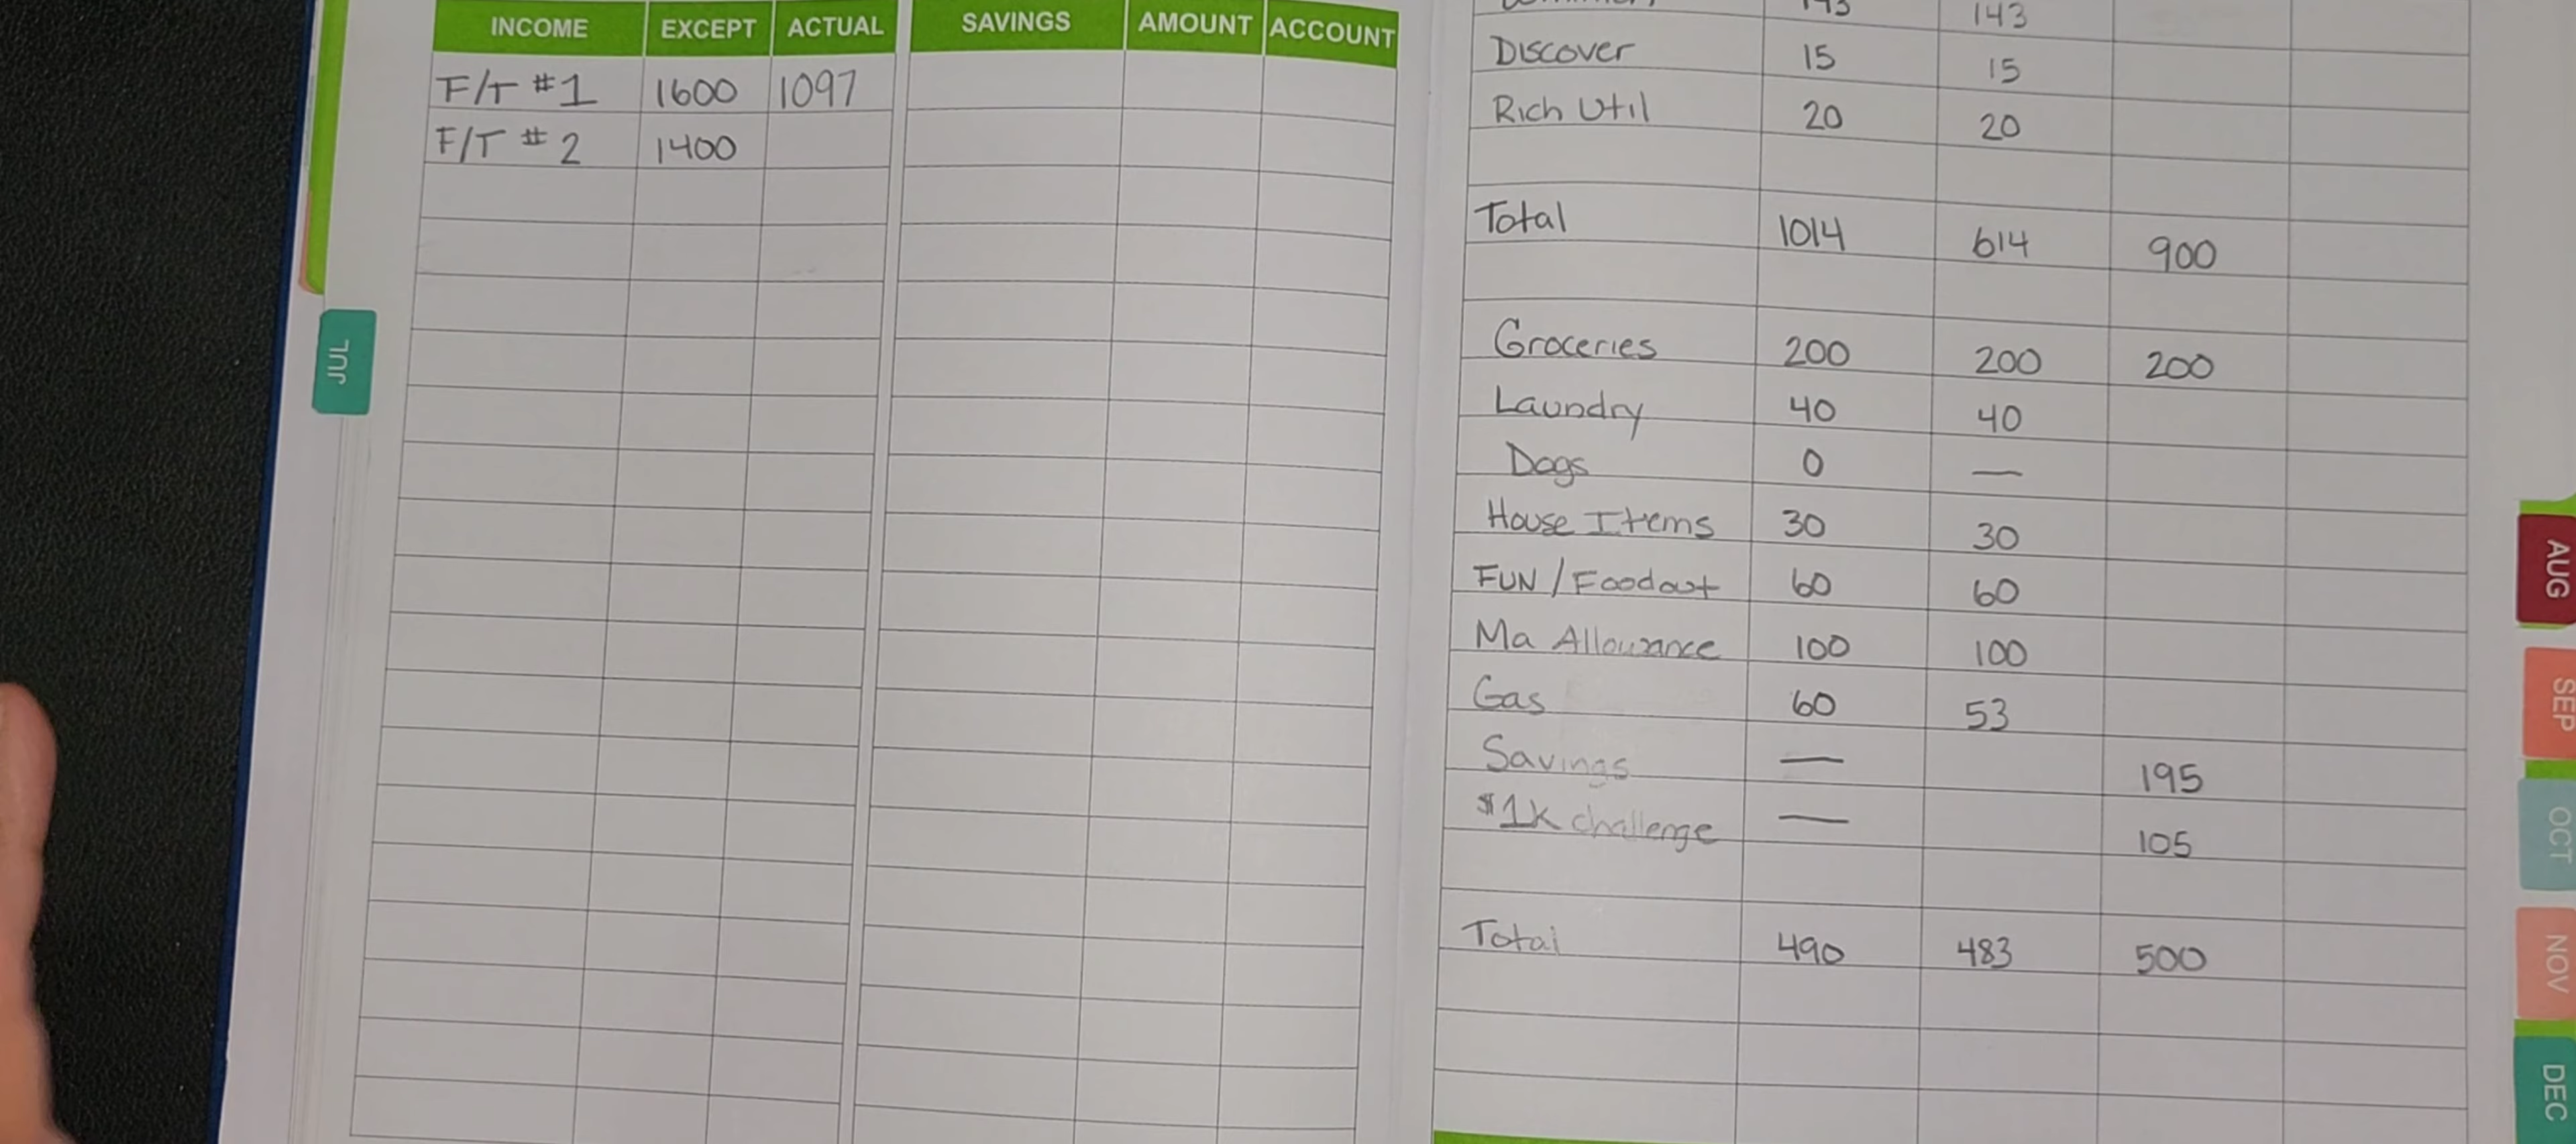 INCOME EXCEPT ACTUAL
F/T #1 1600 1097
F/T #2 1400
SAVINGS AMOUNT ACCOUNT
143 143
Discover 15 15
Rich Util 20 20
Total 1014 614 900
Groceries 200 200 200
Laundry 40 40
Dogs 0 —
House Items 30 30
FUN / Foodout 60 60
Ma Allowance 100 100
Gas 60 53
Savings — 195
$1K challenge — 105
Total 490 483 500
JUL
AUG
SEP
OCT
NOV
DEC